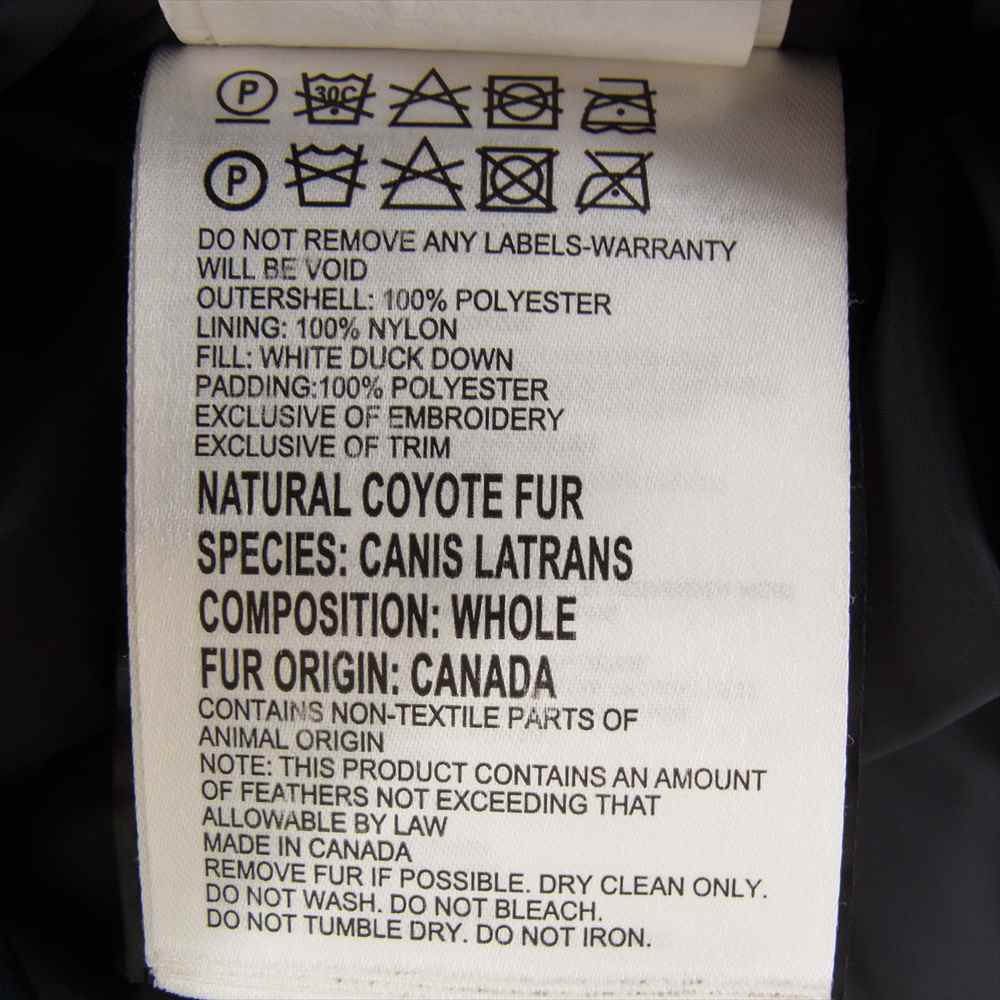 P 30C
P
DO NOT REMOVE ANY LABELS-WARRANTY
WILL BE VOID
OUTERSHELL: 100% POLYESTER
LINING: 100% NYLON
FILL: WHITE DUCK DOWN
PADDING:100% POLYESTER
EXCLUSIVE OF EMBROIDERY
EXCLUSIVE OF TRIM
NATURAL COYOTE FUR
SPECIES: CANIS LATRANS
COMPOSITION: WHOLE
FUR ORIGIN: CANADA
CONTAINS NON-TEXTILE PARTS OF
ANIMAL ORIGIN
NOTE: THIS PRODUCT CONTAINS AN AMOUNT
OF FEATHERS NOT EXCEEDING THAT
ALLOWABLE BY LAW
MADE IN CANADA
REMOVE FUR IF POSSIBLE. DRY CLEAN ONLY.
DO NOT WASH. DO NOT BLEACH.
DO NOT TUMBLE DRY. DO NOT IRON.